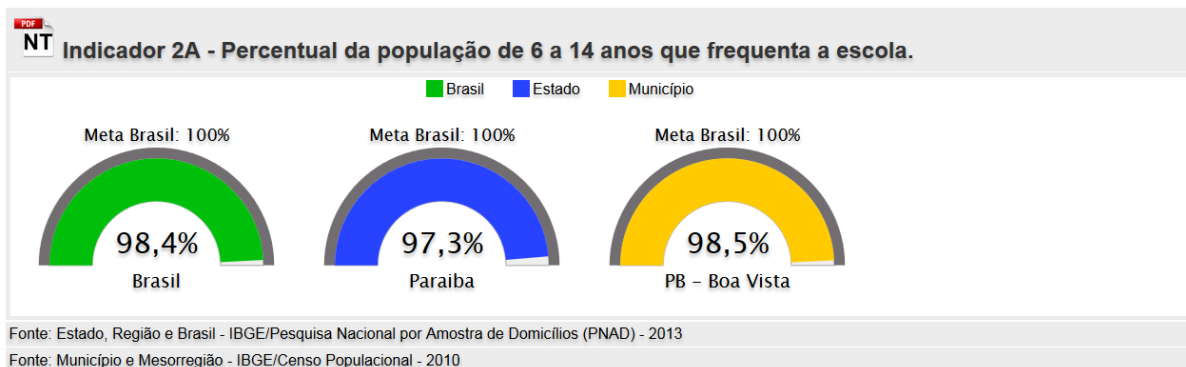 PDF
NT
Indicador 2A - Percentual da população de 6 a 14 anos que frequenta a escola.
Brasil Estado Município
Meta Brasil: 100% Meta Brasil: 100% Meta Brasil: 100%
98,4% 97,3% 98,5%
Brasil Paraiba PB – Boa Vista
Fonte: Estado, Região e Brasil - IBGE/Pesquisa Nacional por Amostra de Domicílios (PNAD) - 2013
Fonte: Município e Mesorregião - IBGE/Censo Populacional - 2010